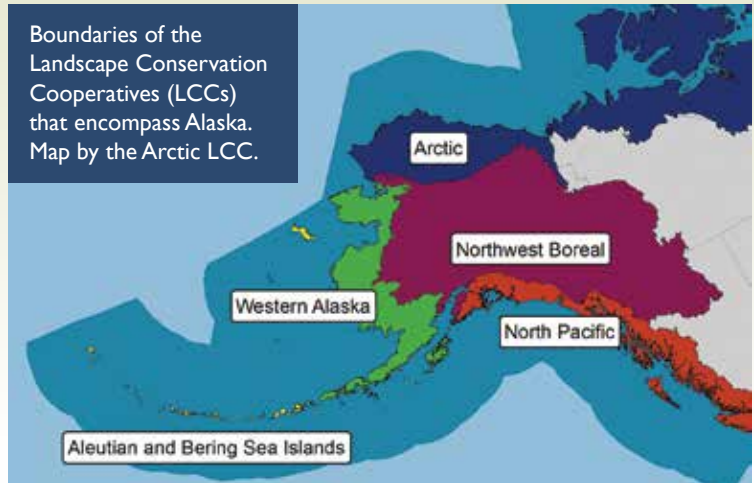 Boundaries of the
Landscape Conservation
Cooperatives (LCCs)
that encompass Alaska.
Map by the Arctic LCC.
Arctic
Northwest Boreal
Western Alaska
North Pacific
Aleutian and Bering Sea Islands